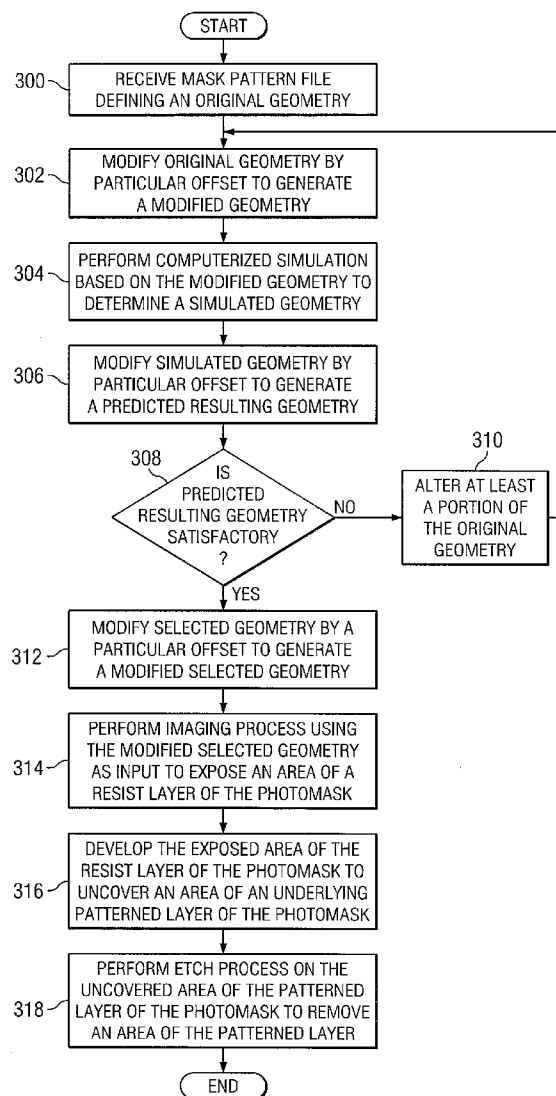 START
300
RECEIVE MASK PATTERN FILE
DEFINING AN ORIGINAL GEOMETRY
302
MODIFY ORIGINAL GEOMETRY BY
PARTICULAR OFFSET TO GENERATE
A MODIFIED GEOMETRY
304
PERFORM COMPUTERIZED SIMULATION
BASED ON THE MODIFIED GEOMETRY TO
DETERMINE A SIMULATED GEOMETRY
306
MODIFY SIMULATED GEOMETRY BY
PARTICULAR OFFSET TO GENERATE
A PREDICTED RESULTING GEOMETRY
308
IS
PREDICTED
RESULTING GEOMETRY
SATISFACTORY
?
NO
310
ALTER AT LEAST
A PORTION OF
THE ORIGINAL
GEOMETRY
YES
312
MODIFY SELECTED GEOMETRY BY A
PARTICULAR OFFSET TO GENERATE
A MODIFIED SELECTED GEOMETRY
314
PERFORM IMAGING PROCESS USING
THE MODIFIED SELECTED GEOMETRY
AS INPUT TO EXPOSE AN AREA OF A
RESIST LAYER OF THE PHOTOMASK
316
DEVELOP THE EXPOSED AREA OF THE
RESIST LAYER OF THE PHOTOMASK TO
UNCOVER AN AREA OF AN UNDERLYING
PATTERNED LAYER OF THE PHOTOMASK
318
PERFORM ETCH PROCESS ON THE
UNCOVERED AREA OF THE PATTERNED
LAYER OF THE PHOTOMASK TO REMOVE
AN AREA OF THE PATTERNED LAYER
END